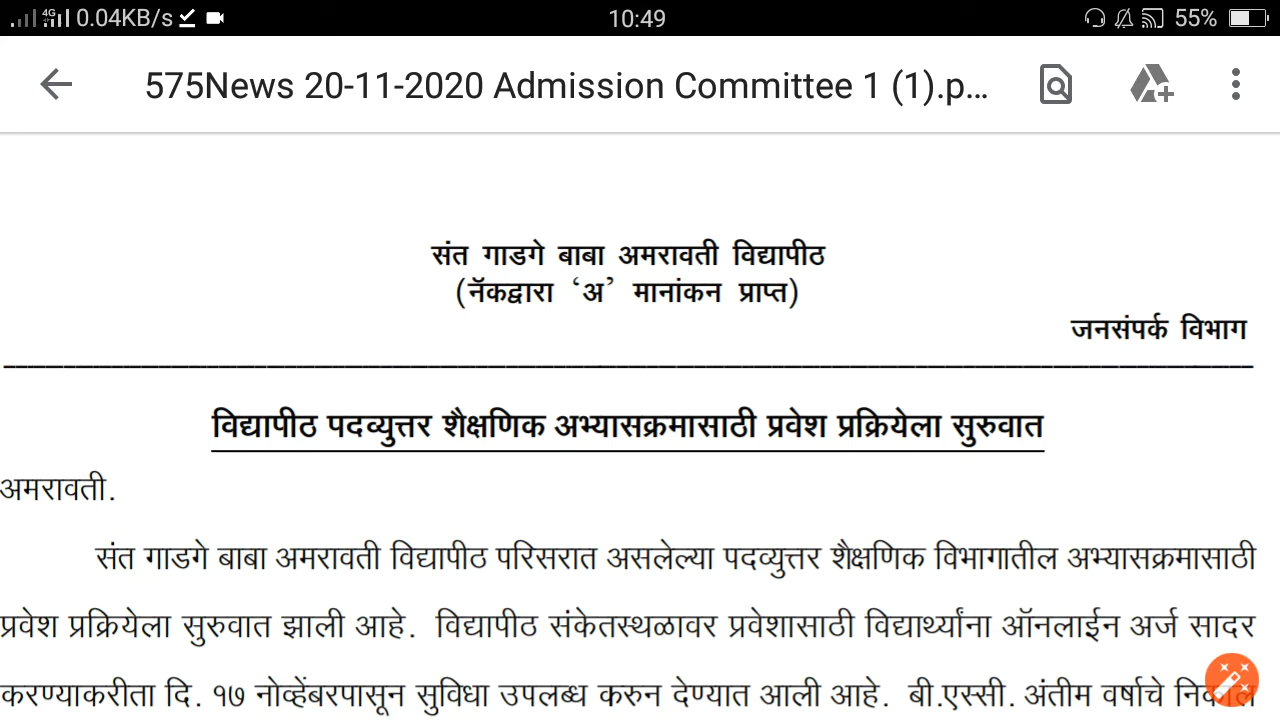 4G 0.04KB/s 10:49 55%
575News 20-11-2020 Admission Committee 1 (1).p...
संत गाडगे बाबा अमरावती विद्यापीठ
(नॅकद्वारा ‘अ’ मानांकन प्राप्त)
जनसंपर्क विभाग
विद्यापीठ पदव्युत्तर शैक्षणिक अभ्यासक्रमासाठी प्रवेश प्रक्रियेला सुरुवात
अमरावती.
संत गाडगे बाबा अमरावती विद्यापीठ परिसरात असलेल्या पदव्युत्तर शैक्षणिक विभागातील अभ्यासक्रमासाठी
प्रवेश प्रक्रियेला सुरुवात झाली आहे. विद्यापीठ संकेतस्थळावर प्रवेशासाठी विद्यार्थ्यांना ऑनलाईन अर्ज सादर
करण्याकरीता दि. १७ नोव्हेंबरपासून सुविधा उपलब्ध करुन देण्यात आली आहे. बी.एस्सी. अंतीम वर्षाचे निकाल